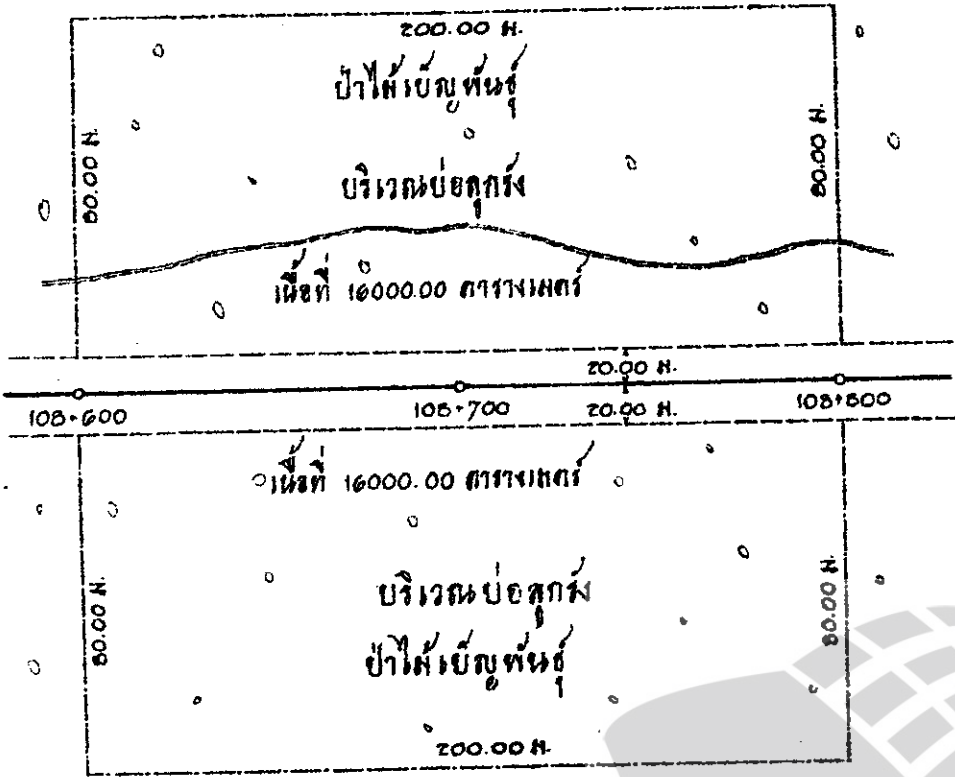 200.00 ม.
ป่าไม้เบ็ญพันธุ์
80.00 ม.
80.00 ม.
บริเวณบ่อลูกรัง
เนื้อที่ 16000.00 ตารางเมตร์
20.00 ม.
108+600
108+700
20.00 ม.
108+800
เนื้อที่ 16000.00 ตารางเมตร์
80.00 ม.
80.00 ม.
บริเวณบ่อลูกรัง
ป่าไม้เบ็ญพันธุ์
200.00 ม.